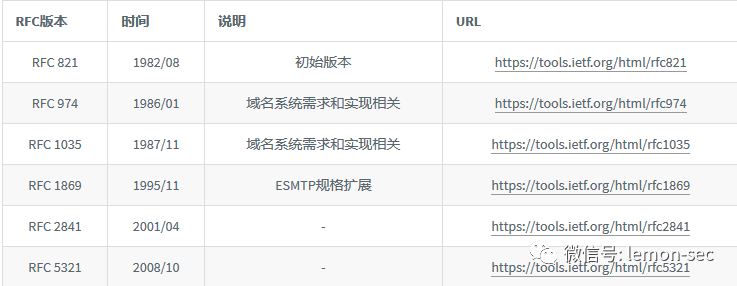 RFC版本 时间 说明 URL
RFC 821 1982/08 初始版本 https://tools.ietf.org/html/rfc821
RFC 974 1986/01 域名系统需求和实现相关 https://tools.ietf.org/html/rfc974
RFC 1035 1987/11 域名系统需求和实现相关 https://tools.ietf.org/html/rfc1035
RFC 1869 1995/11 ESMTP规格扩展 https://tools.ietf.org/html/rfc1869
RFC 2841 2001/04 - https://tools.ietf.org/html/rfc2841
微信号: lemon-sec
RFC 5321 2008/10 - https://tools.ietf.org/html/rfc5321